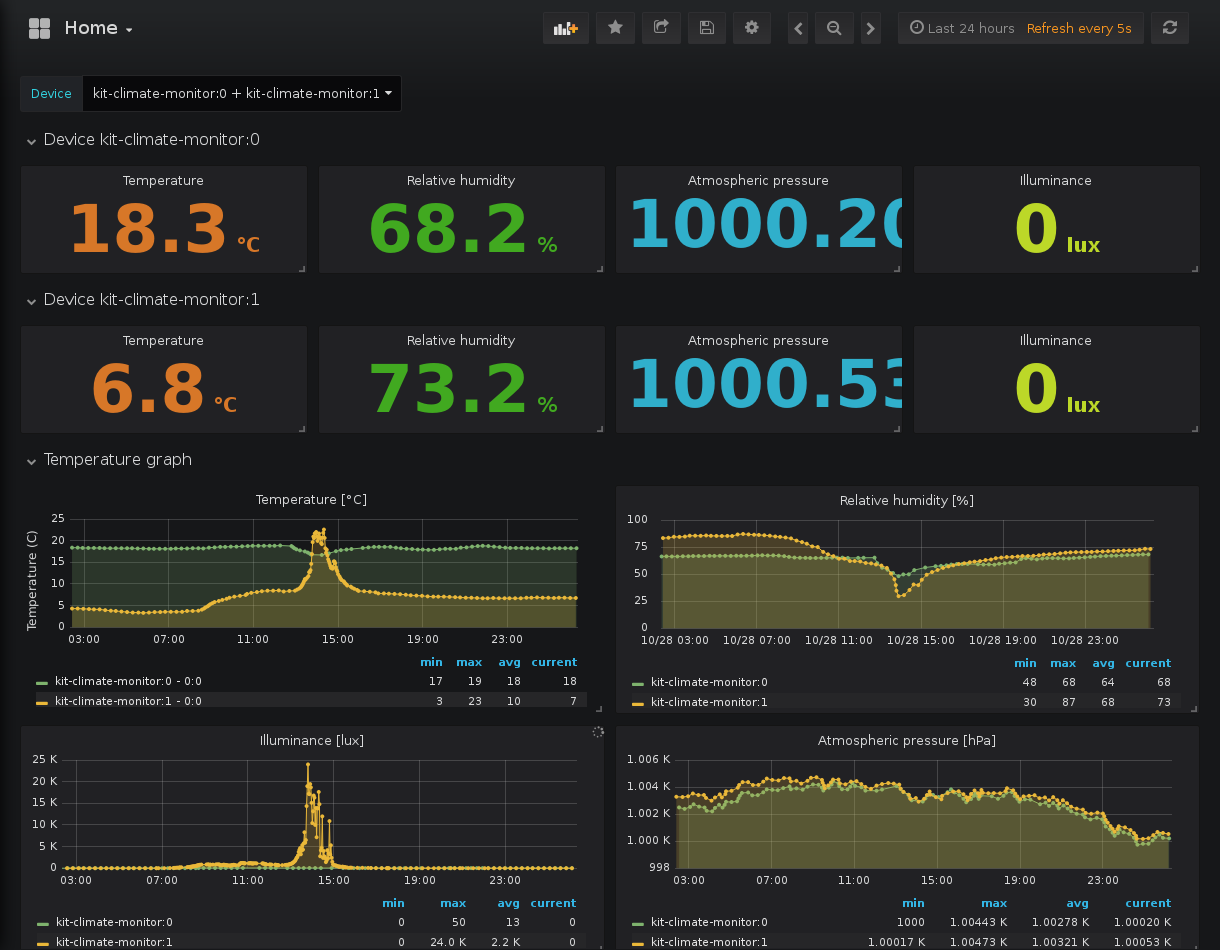 Home
Last 24 hours Refresh every 5s
Device kit-climate-monitor:0 + kit-climate-monitor:1
Device kit-climate-monitor:0
Temperature Relative humidity Atmospheric pressure Illuminance
18.3 °C 68.2 % 1000.20 0 lux
Device kit-climate-monitor:1
Temperature Relative humidity Atmospheric pressure Illuminance
6.8 °C 73.2 % 1000.53 0 lux
Temperature graph
Temperature [°C]
Temperature (C)
25
20
15
10
5
0
03:00 07:00 11:00 15:00 19:00 23:00
min max avg current
kit-climate-monitor:0 - 0:0 17 19 18 18
kit-climate-monitor:1 - 0:0 3 23 10 7
Relative humidity [%]
100
75
50
25
0
10/28 03:00 10/28 07:00 10/28 11:00 10/28 15:00 10/28 19:00 10/28 23:00
min max avg current
kit-climate-monitor:0 48 68 64 68
kit-climate-monitor:1 30 87 68 73
Illuminance [lux]
25 K
20 K
15 K
10 K
5 K
0
03:00 07:00 11:00 15:00 19:00 23:00
min max avg current
kit-climate-monitor:0 0 50 13 0
kit-climate-monitor:1 0 24.0 K 2.2 K 0
Atmospheric pressure [hPa]
1.006 K
1.004 K
1.002 K
1.000 K
998
03:00 07:00 11:00 15:00 19:00 23:00
min max avg current
kit-climate-monitor:0 1000 1.00443 K 1.00278 K 1.00020 K
kit-climate-monitor:1 1.00017 K 1.00473 K 1.00321 K 1.00053 K